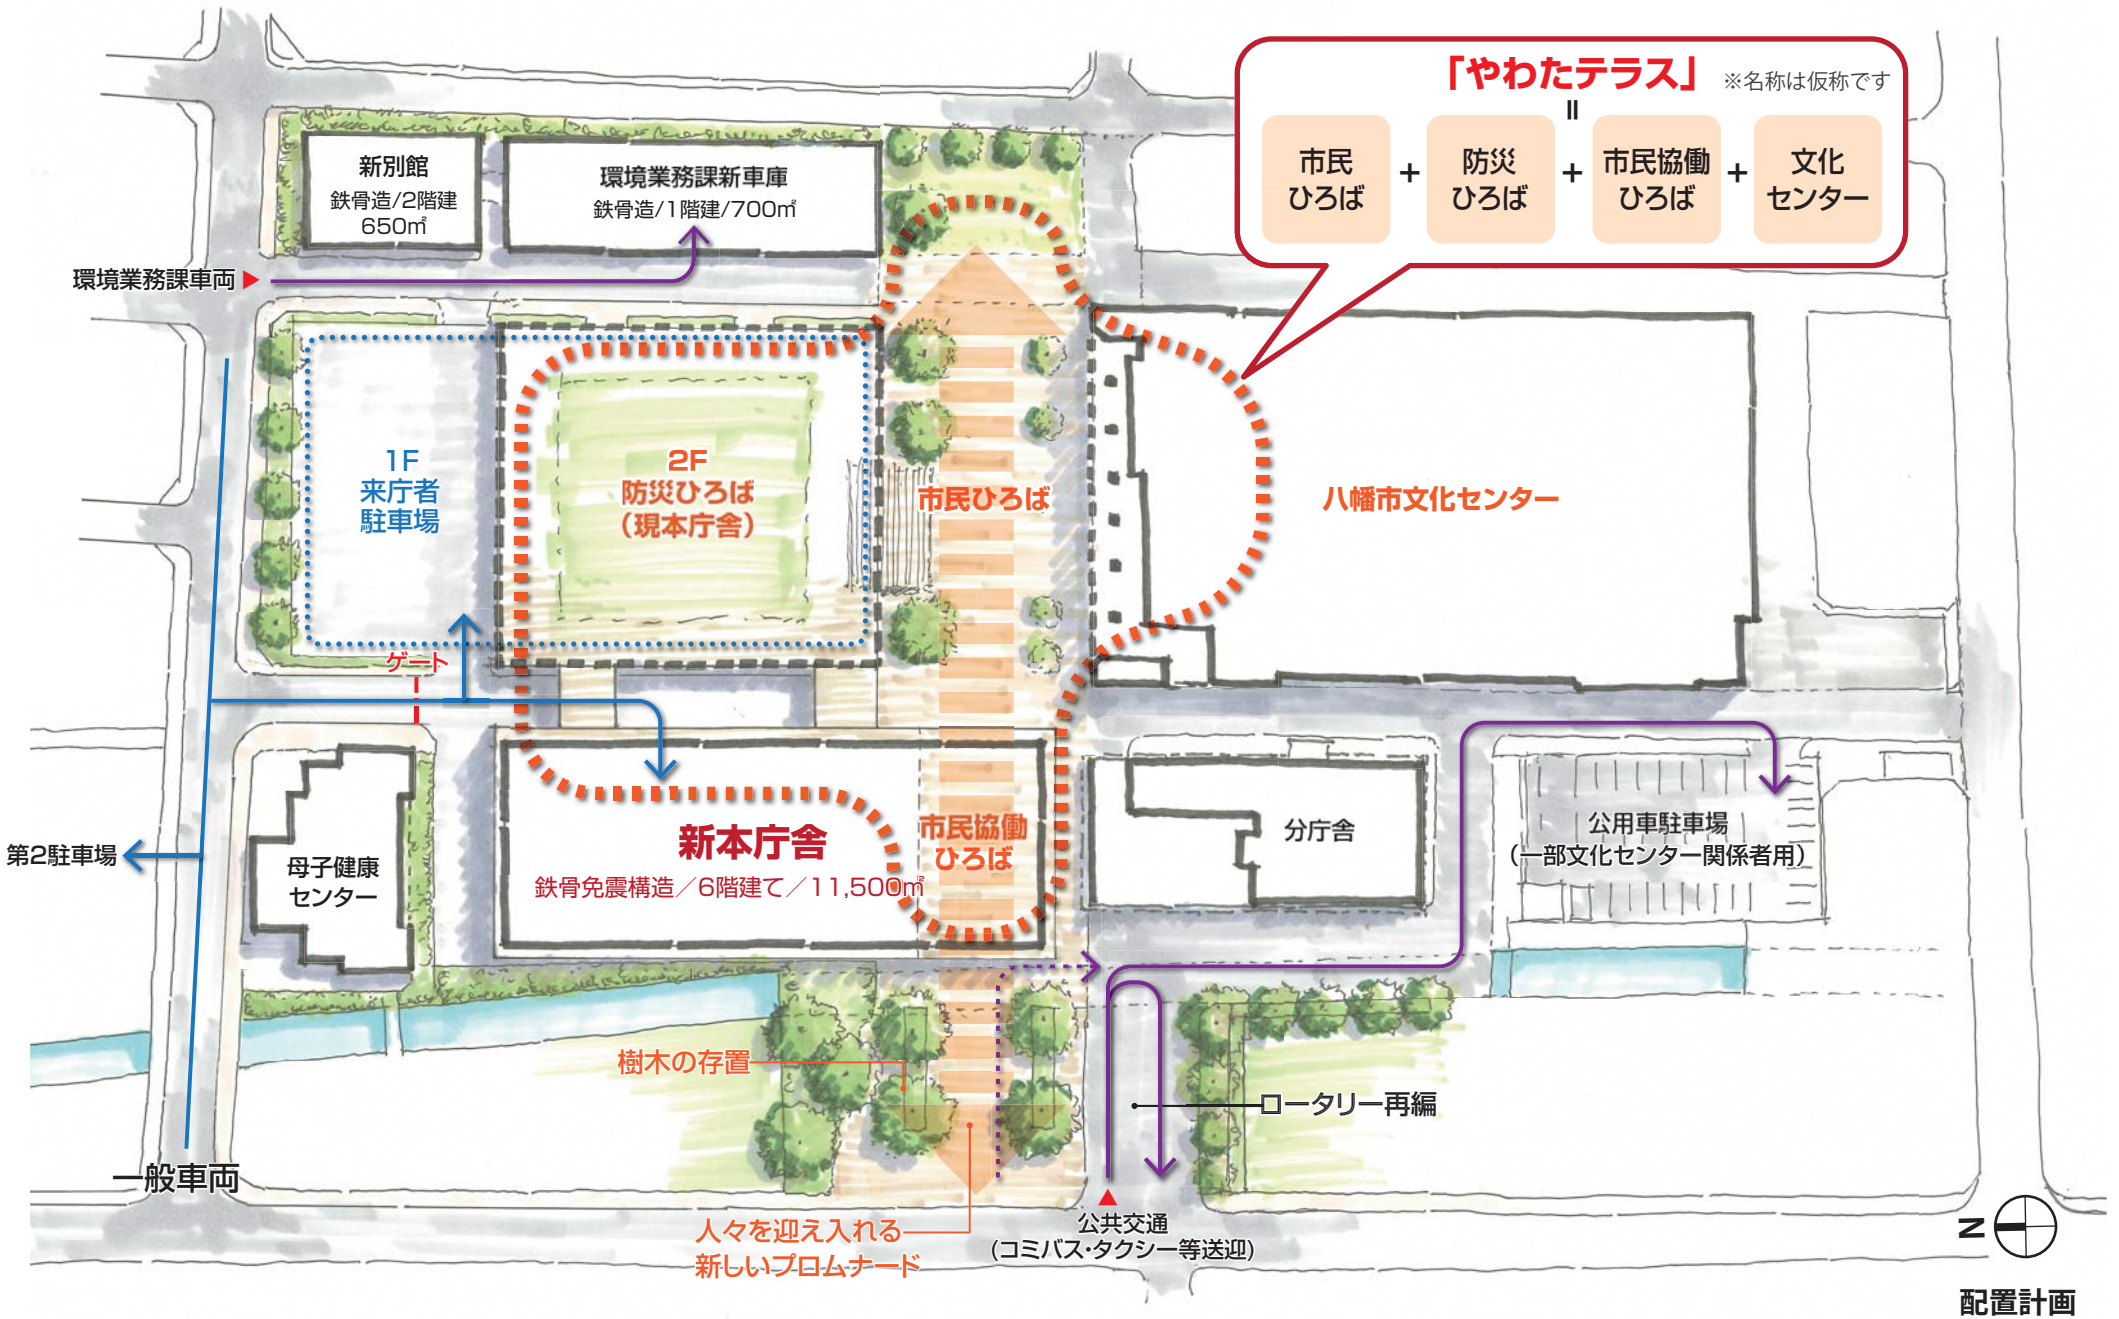 「やわたテラス」 ※名称は仮称です
=
市民
ひろば
+
防災
ひろば
+
市民協働
ひろば
+
文化
センター
新別館
鉄骨造/2階建
650㎡
環境業務課新車庫
鉄骨造/1階建/700㎡
環境業務課車両
1F
来庁者
駐車場
2F
防災ひろば
(現本庁舎)
市民ひろば
八幡市文化センター
ゲート
第2駐車場
母子健康
センター
新本庁舎
鉄骨免震構造/6階建て/11,500㎡
市民協働
ひろば
分庁舎
公用車駐車場
(一部文化センター関係者用)
樹木の存置
ロータリー再編
一般車両
人々を迎え入れる
新しいプロムナード
公共交通
(コミバス・タクシー等送迎)
N
配置計画